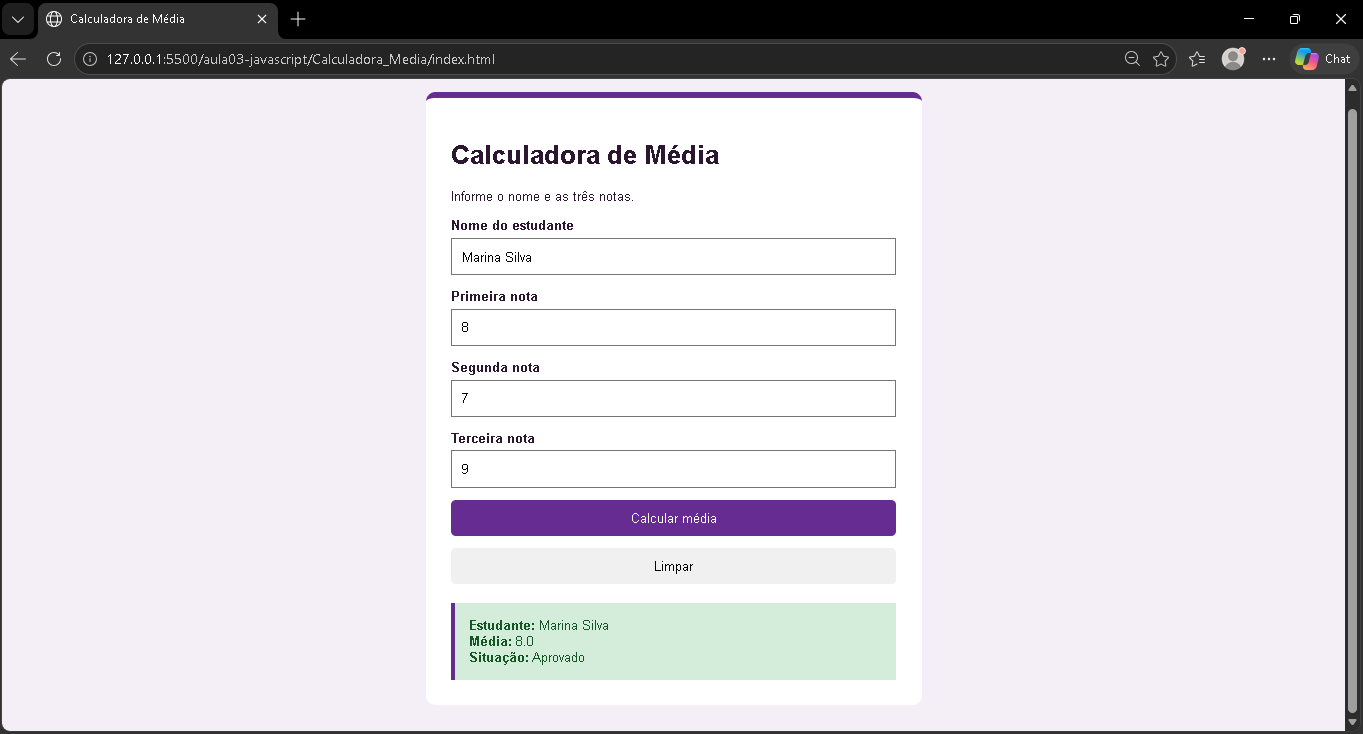 Calculadora de Média
127.0.0.1:5500/aula03-javascript/Calculadora_Media/index.html
Chat
Calculadora de Média
Informe o nome e as três notas.
Nome do estudante
Marina Silva
Primeira nota
8
Segunda nota
7
Terceira nota
9
Calcular média
Limpar
Estudante: Marina Silva
Média: 8.0
Situação: Aprovado